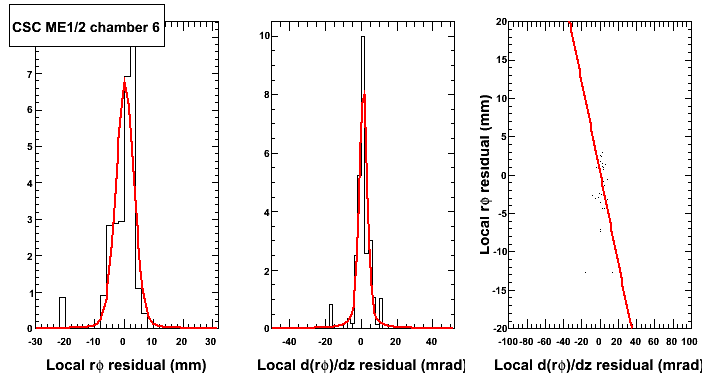 CSC ME1/2 chamber 6
7
6
5
4
3
2
1
0
-30 -20 -10 0 10 20 30
Local rϕ residual (mm)
10
8
6
4
2
0
-40 -20 0 20 40
Local d(rϕ)/dz residual (mrad)
Local rϕ residual (mm)
20
15
10
5
0
-5
-10
-15
-20
-100 -80 -60 -40 -20 0 20 40 60 80 100
Local d(rϕ)/dz residual (mrad)